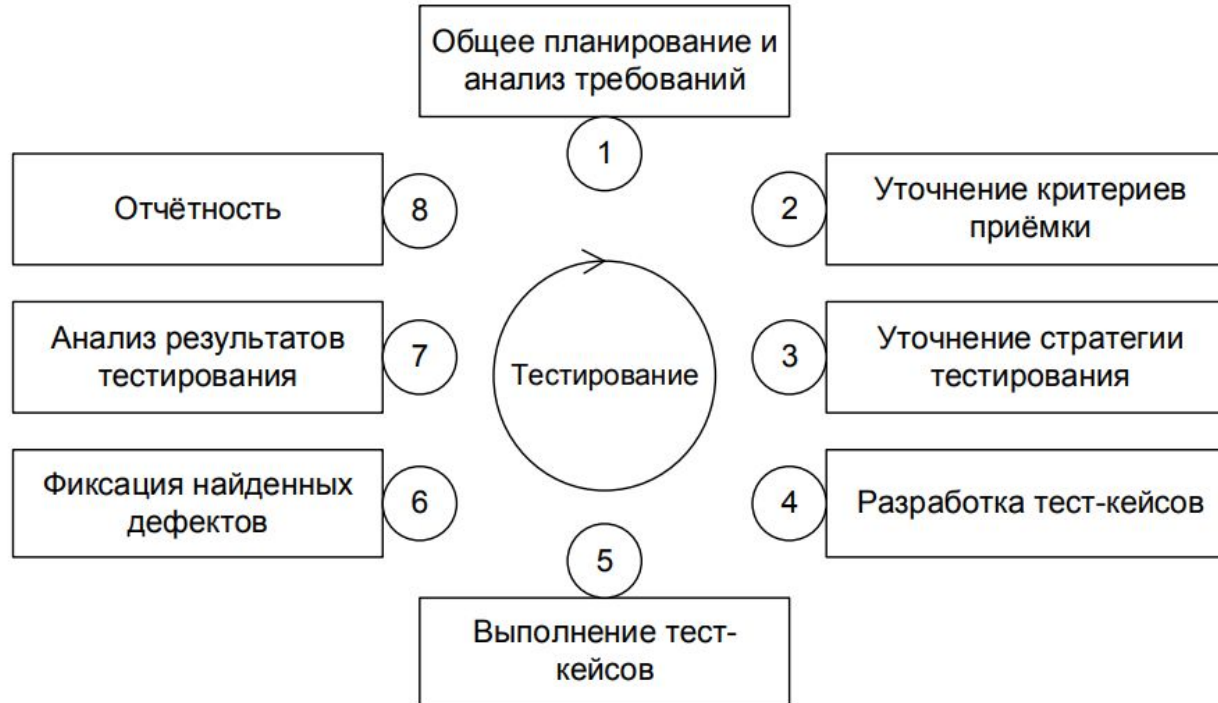 Общее планирование и
анализ требований
1
2
Уточнение критериев
приёмки
3
Уточнение стратегии
тестирования
4
Разработка тест-кейсов
5
Выполнение тест-
кейсов
6
Фиксация найденных
дефектов
7
Анализ результатов
тестирования
8
Отчётность
Тестирование